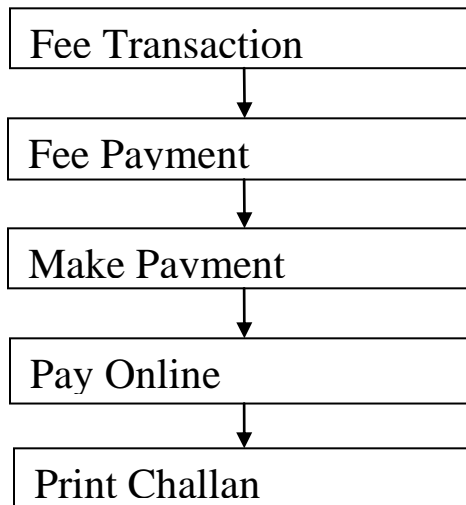 Fee Transaction
Fee Payment
Make Payment
Pay Online
Print Challan